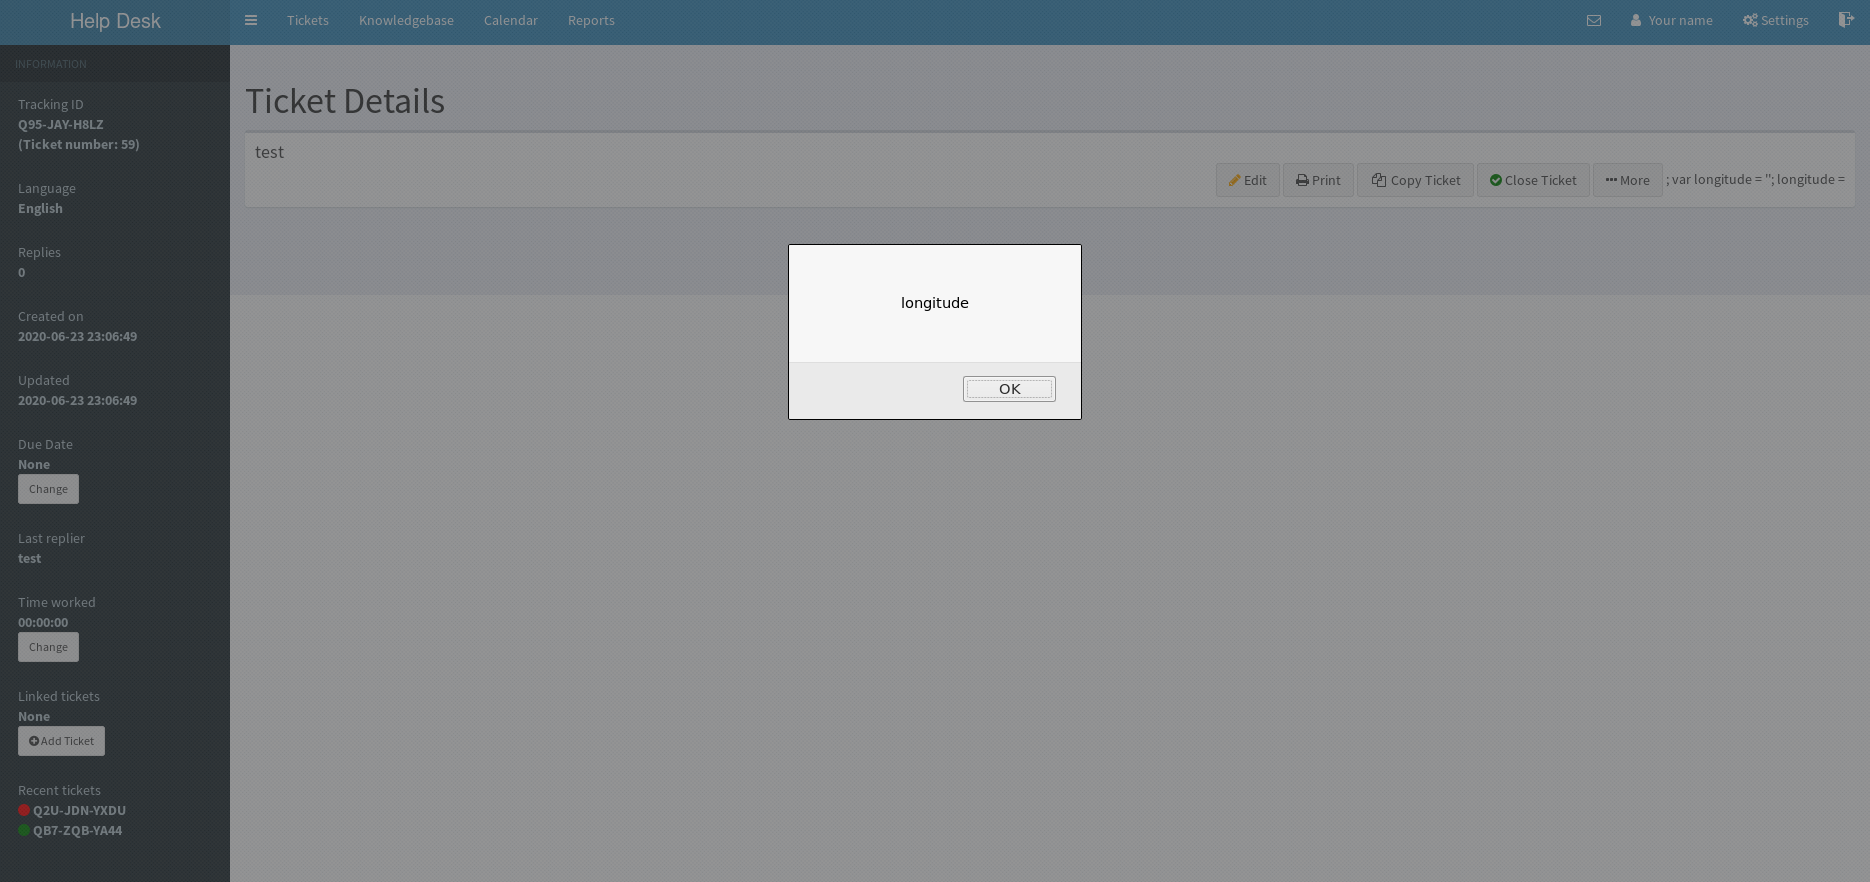 Help Desk
Tickets Knowledgebase Calendar Reports
Your name Settings
INFORMATION
Tracking ID
Q95-JAY-H8LZ
(Ticket number: 59)
Language
English
Replies
0
Created on
2020-06-23 23:06:49
Updated
2020-06-23 23:06:49
Due Date
None
Change
Last replier
test
Time worked
00:00:00
Change
Linked tickets
None
Add Ticket
Recent tickets
Q2U-JDN-YXDU
QB7-ZQB-YA44
Ticket Details
test
Edit Print Copy Ticket Close Ticket More ; var longitude = ''; longitude =
longitude
OK